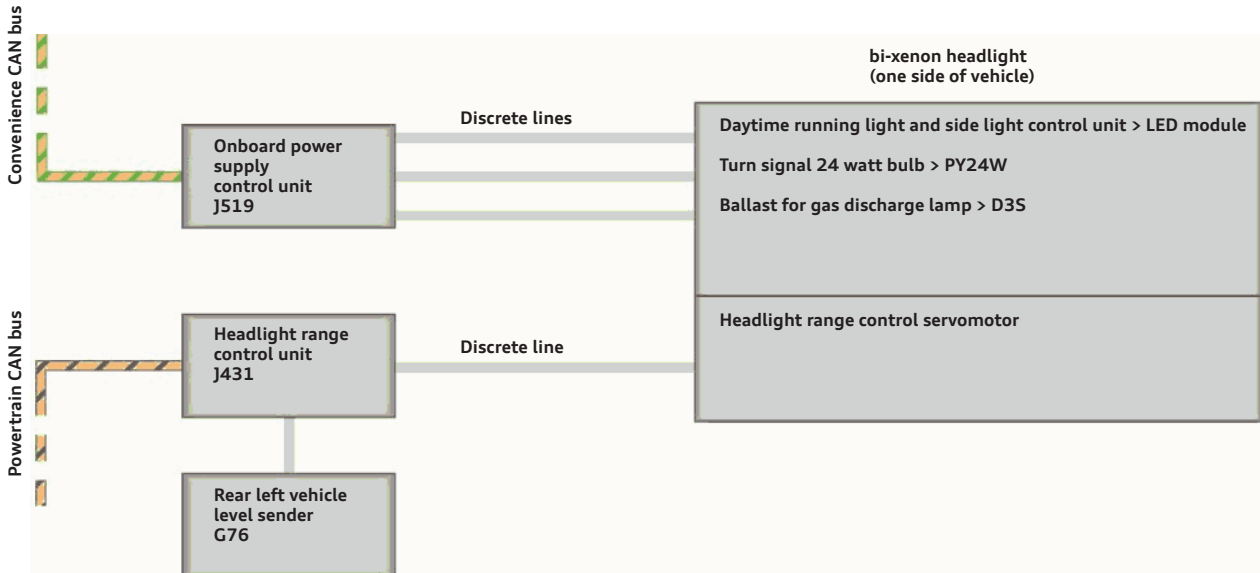 Convenience CAN bus
bi-xenon headlight
(one side of vehicle)
Discrete lines
Onboard power
supply
control unit
J519
Daytime running light and side light control unit > LED module
Turn signal 24 watt bulb > PY24W
Ballast for gas discharge lamp > D3S
Powertrain CAN bus
Headlight range
control unit
J431
Discrete line
Headlight range control servomotor
Rear left vehicle
level sender
G76